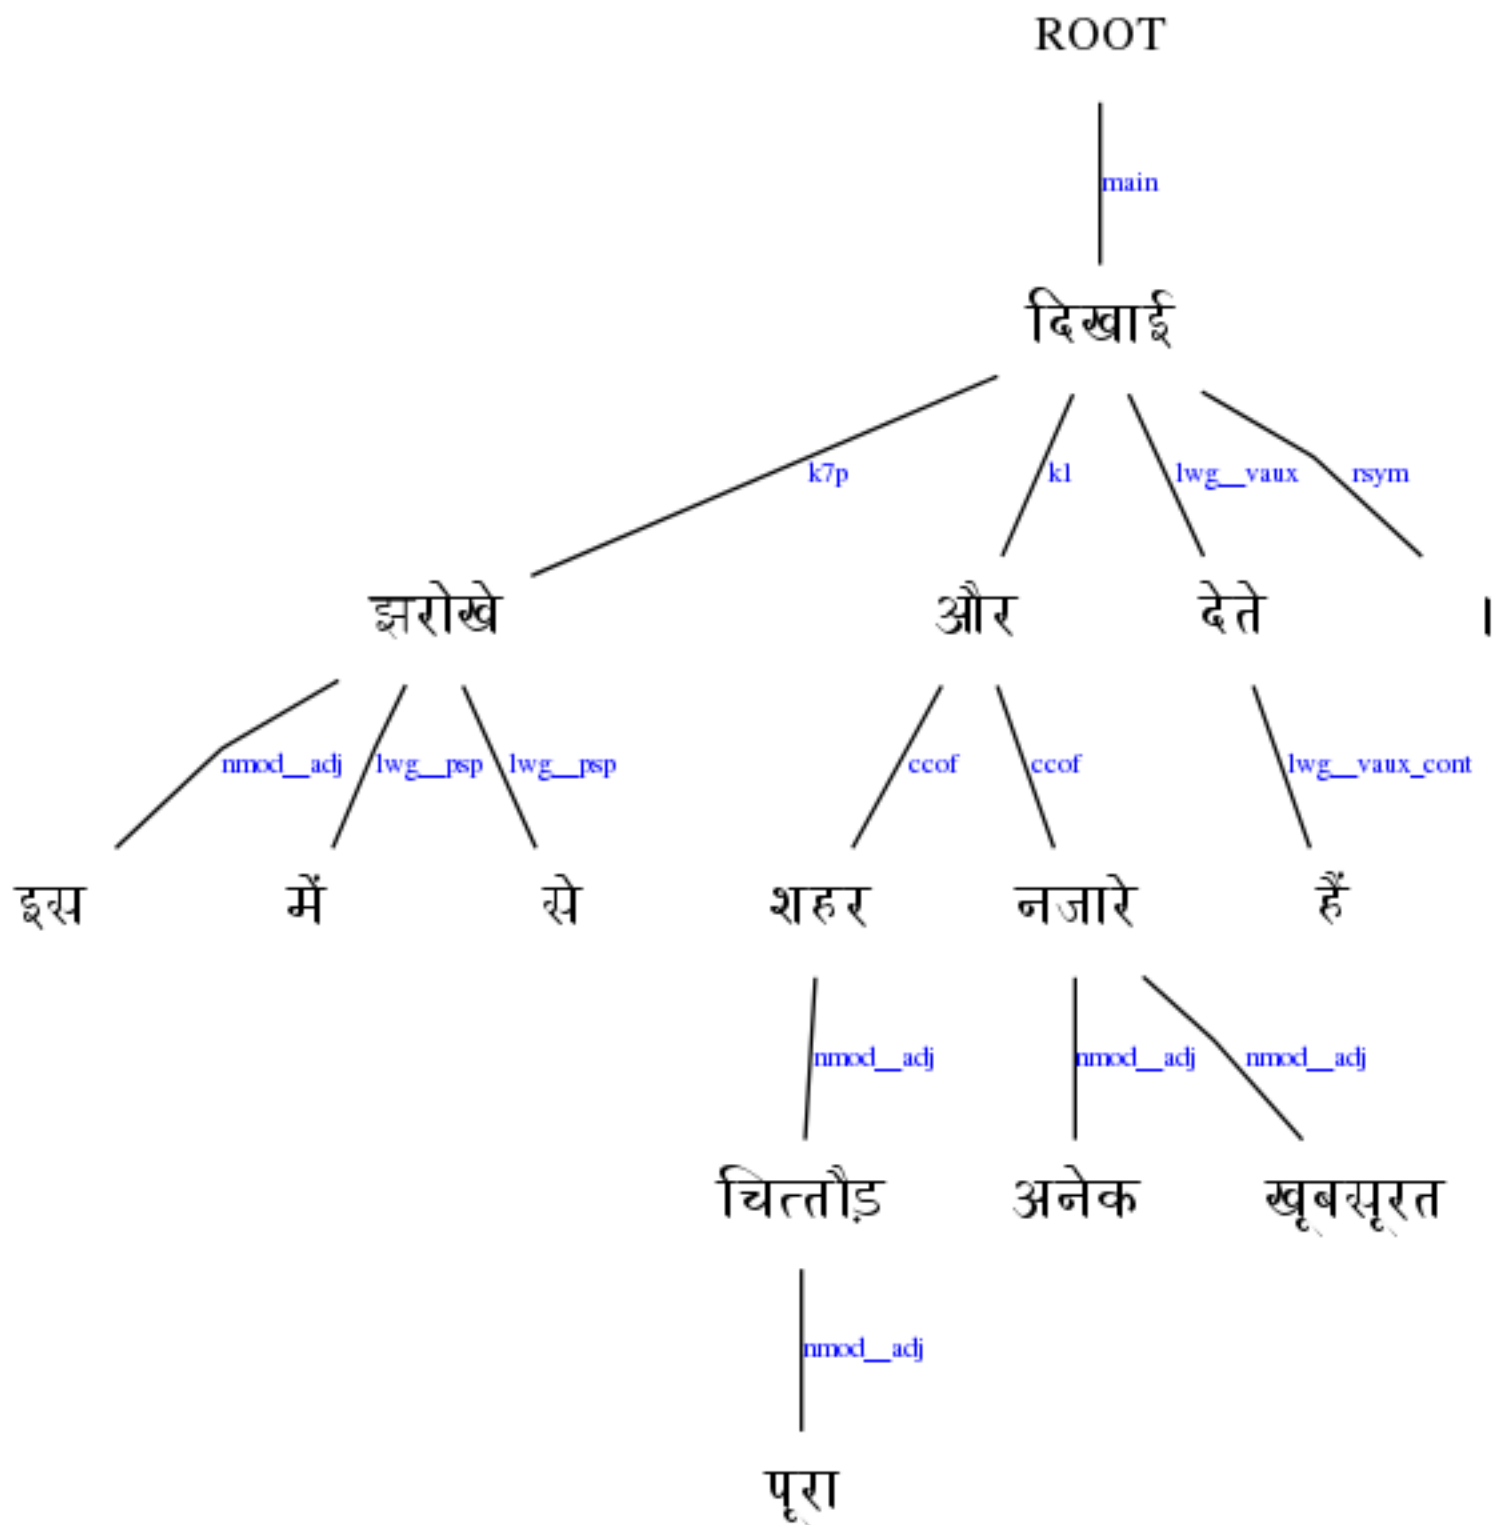 ROOT
main
दिखाई
k7p k1 lwg__vaux rsym
झरोखे और देते ।
nmod__adj lwg__psp lwg__psp ccof ccof lwg__vaux_cont
इस में से शहर नजारे हैं
nmod__adj nmod__adj nmod__adj
चित्तौड़ अनेक खूबसूरत
nmod__adj
पूरा